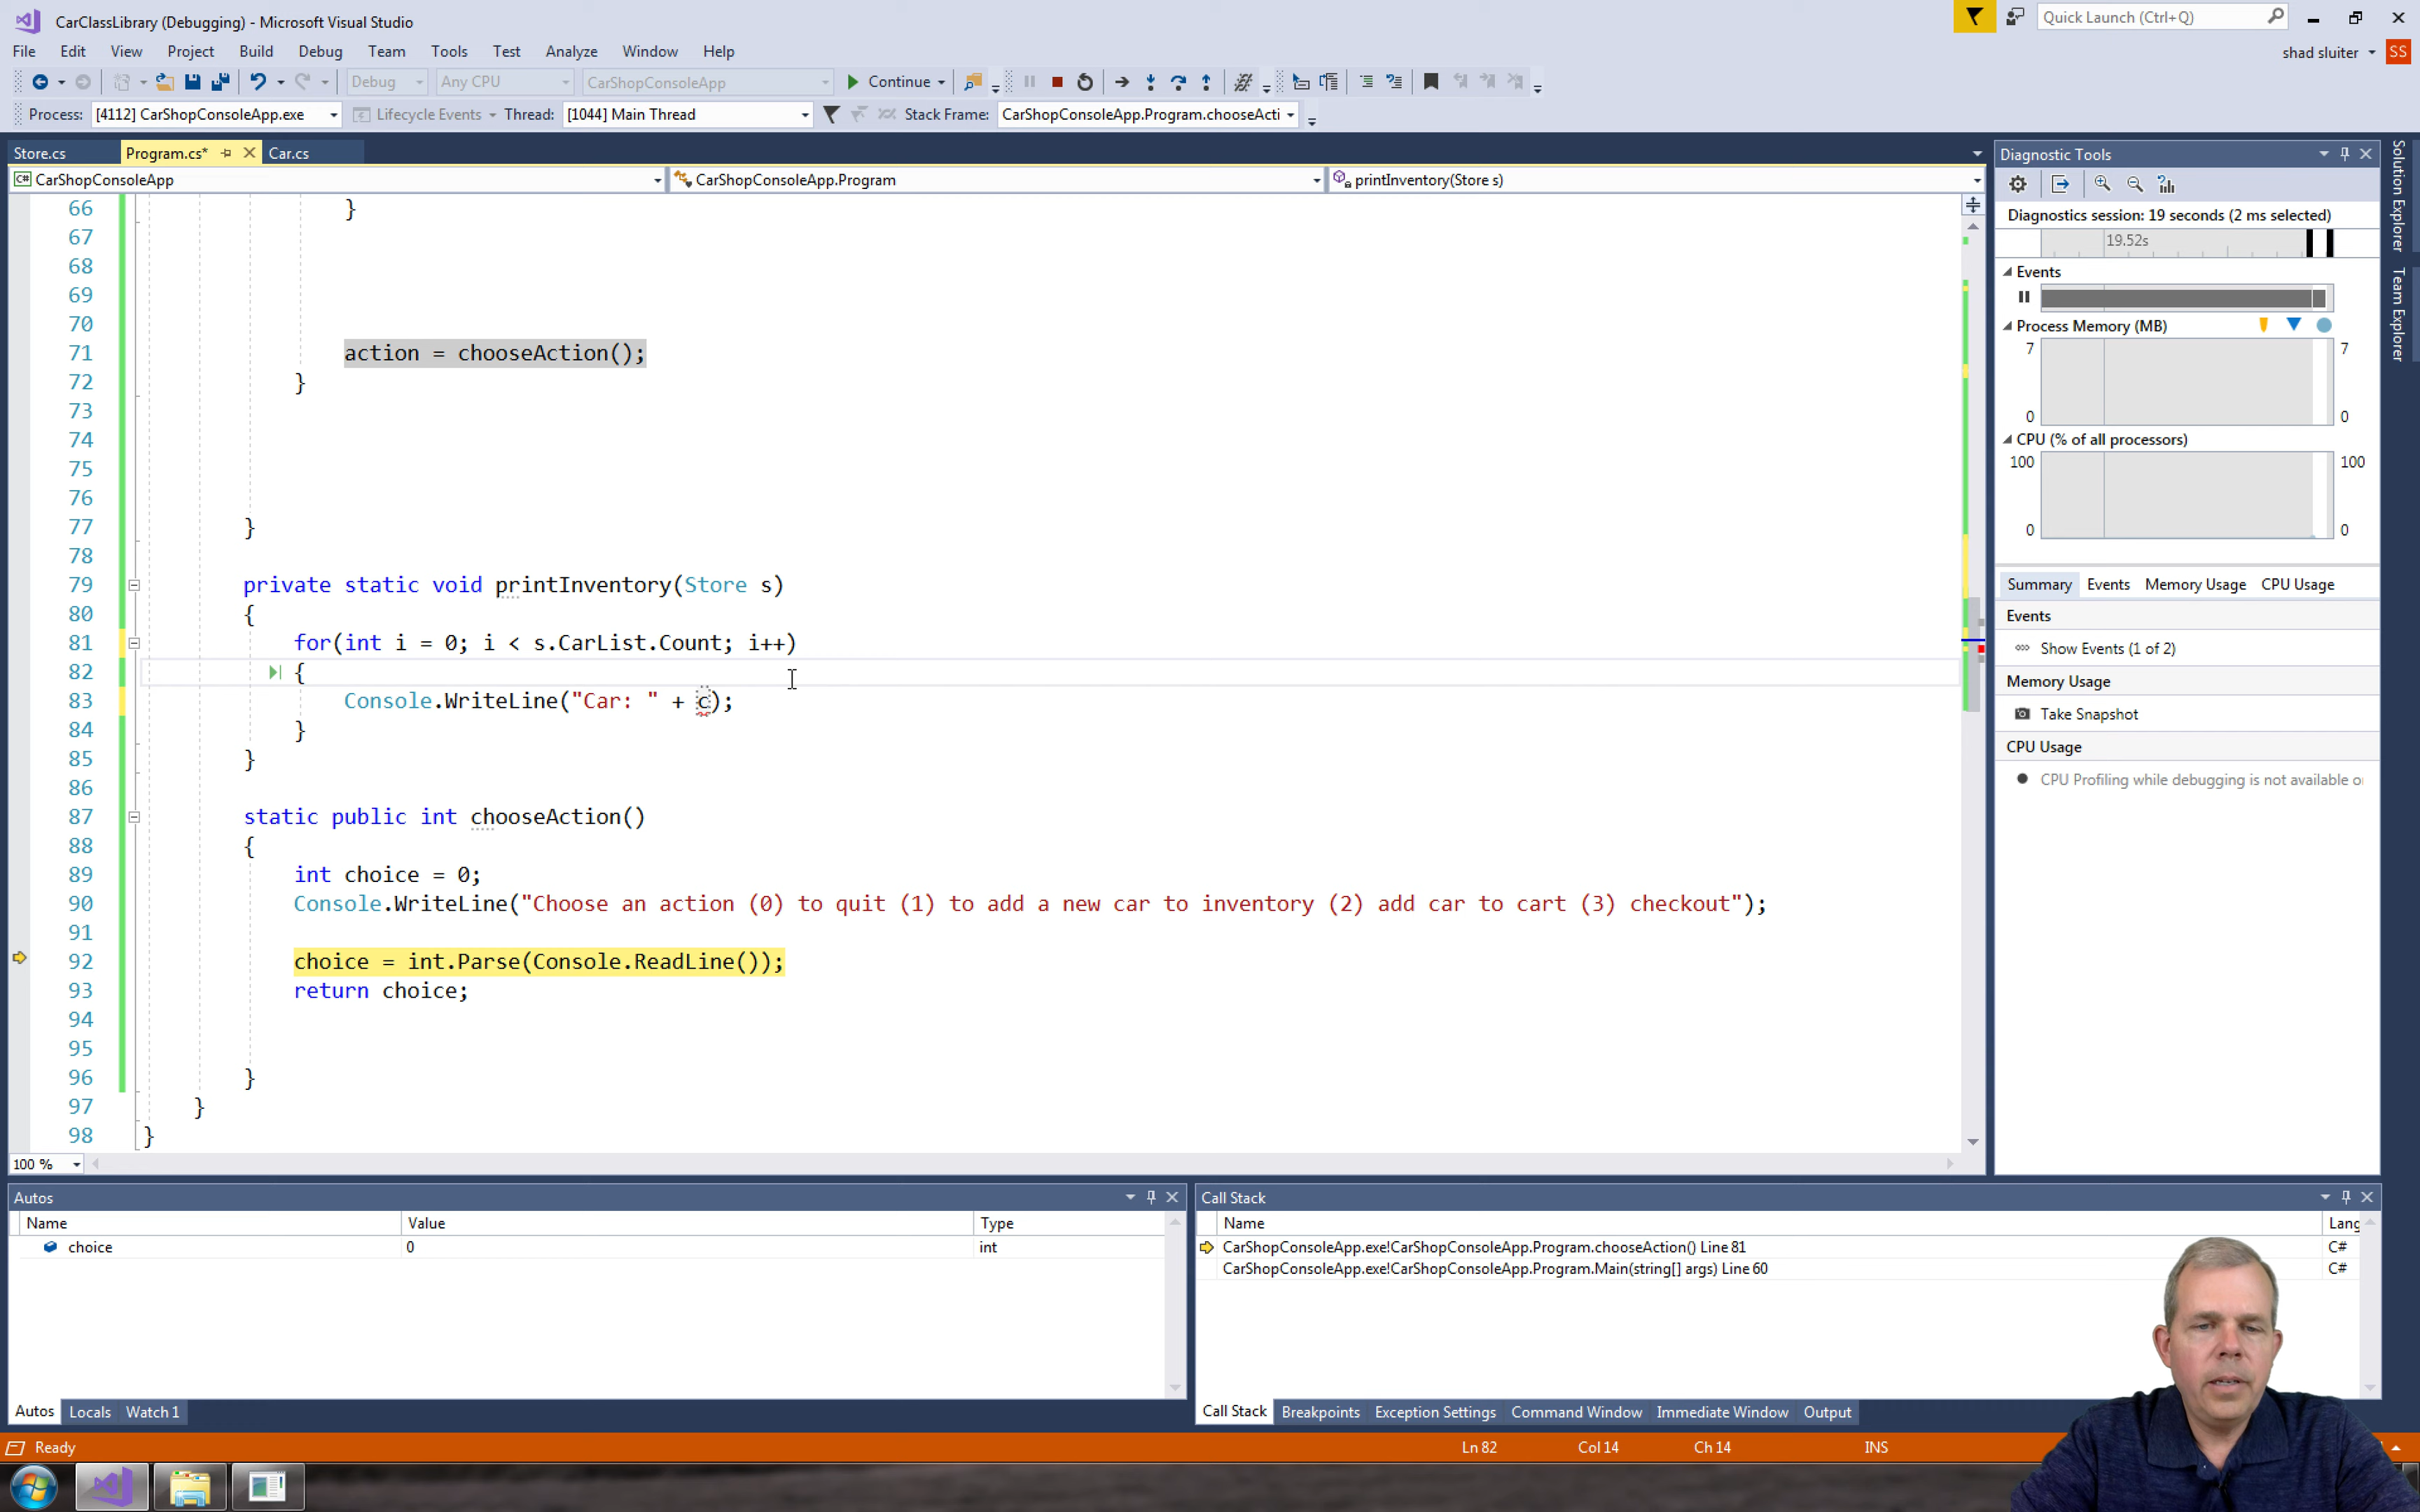 CarClassLibrary (Debugging) - Microsoft Visual Studio
Quick Launch (Ctrl+Q)
File Edit View Project Build Debug Team Tools Test Analyze Window Help
shad sluiter SS
Debug Any CPU CarShopConsoleApp Continue
Process: [4112] CarShopConsoleApp.exe Lifecycle Events Thread: [1044] Main Thread Stack Frame: CarShopConsoleApp.Program.chooseActi
Store.cs Program.cs* Car.cs
CarShopConsoleApp CarShopConsoleApp.Program printInventory(Store s)
66 }
67
68
69
70
71 action = chooseAction();
72 }
73
74
75
76
77 }
78
79 private static void printInventory(Store s)
80 {
81 for(int i = 0; i < s.CarList.Count; i++)
82 {
83 Console.WriteLine("Car: " + c);
84 }
85 }
86
87 static public int chooseAction()
88 {
89 int choice = 0;
90 Console.WriteLine("Choose an action (0) to quit (1) to add a new car to inventory (2) add car to cart (3) checkout");
91
92 choice = int.Parse(Console.ReadLine());
93 return choice;
94
95
96 }
97 }
98 }
100 %
Diagnostic Tools
Diagnostics session: 19 seconds (2 ms selected)
19.52s
Events
Process Memory (MB)
7 7
0 0
CPU (% of all processors)
100 100
0 0
Summary Events Memory Usage CPU Usage
Events
Show Events (1 of 2)
Memory Usage
Take Snapshot
CPU Usage
CPU Profiling while debugging is not available o
Solution Explorer
Team Explorer
Autos
Name Value Type
choice 0 int
Autos Locals Watch 1
Call Stack
Name Lang
CarShopConsoleApp.exe!CarShopConsoleApp.Program.chooseAction() Line 81 C#
CarShopConsoleApp.exe!CarShopConsoleApp.Program.Main(string[] args) Line 60 C#
Call Stack Breakpoints Exception Settings Command Window Immediate Window Output
Ready Ln 82 Col 14 Ch 14 INS